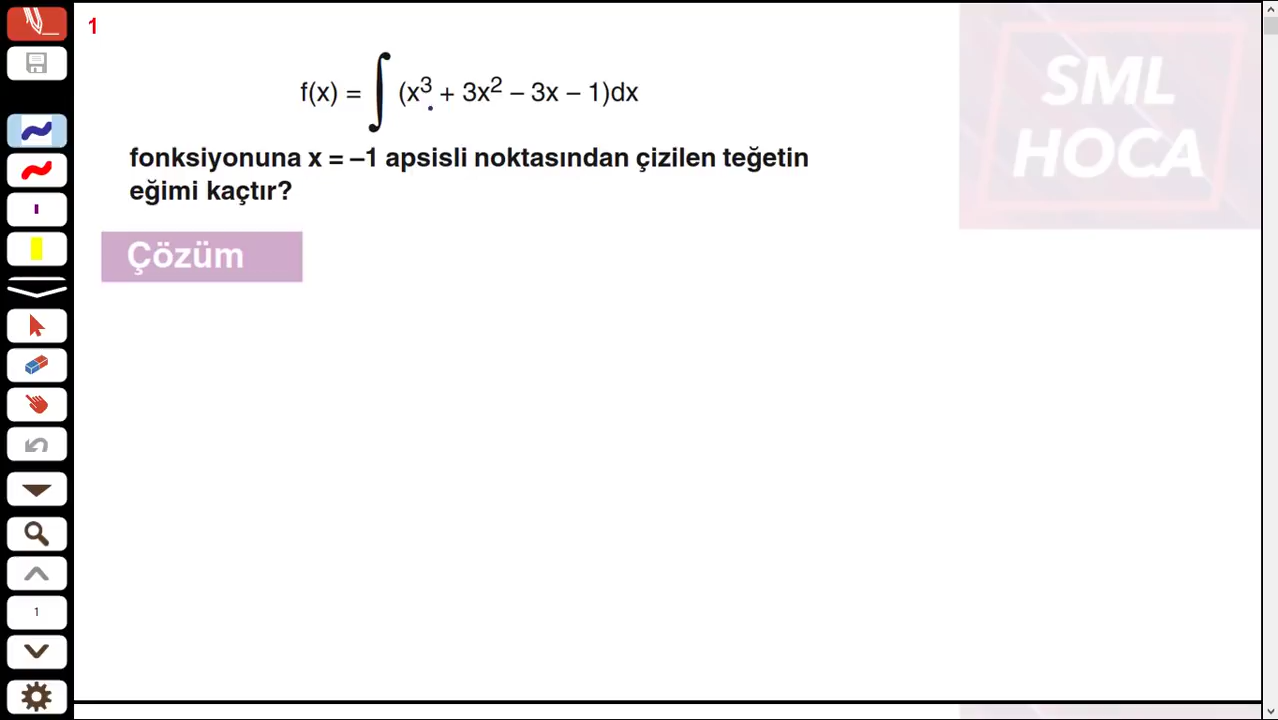 1
f(x) = ∫ (x³ + 3x² – 3x – 1)dx
fonksiyonuna x = –1 apsisli noktasından çizilen teğetin
eğimi kaçtır?
Çözüm
SML
HOCA
1